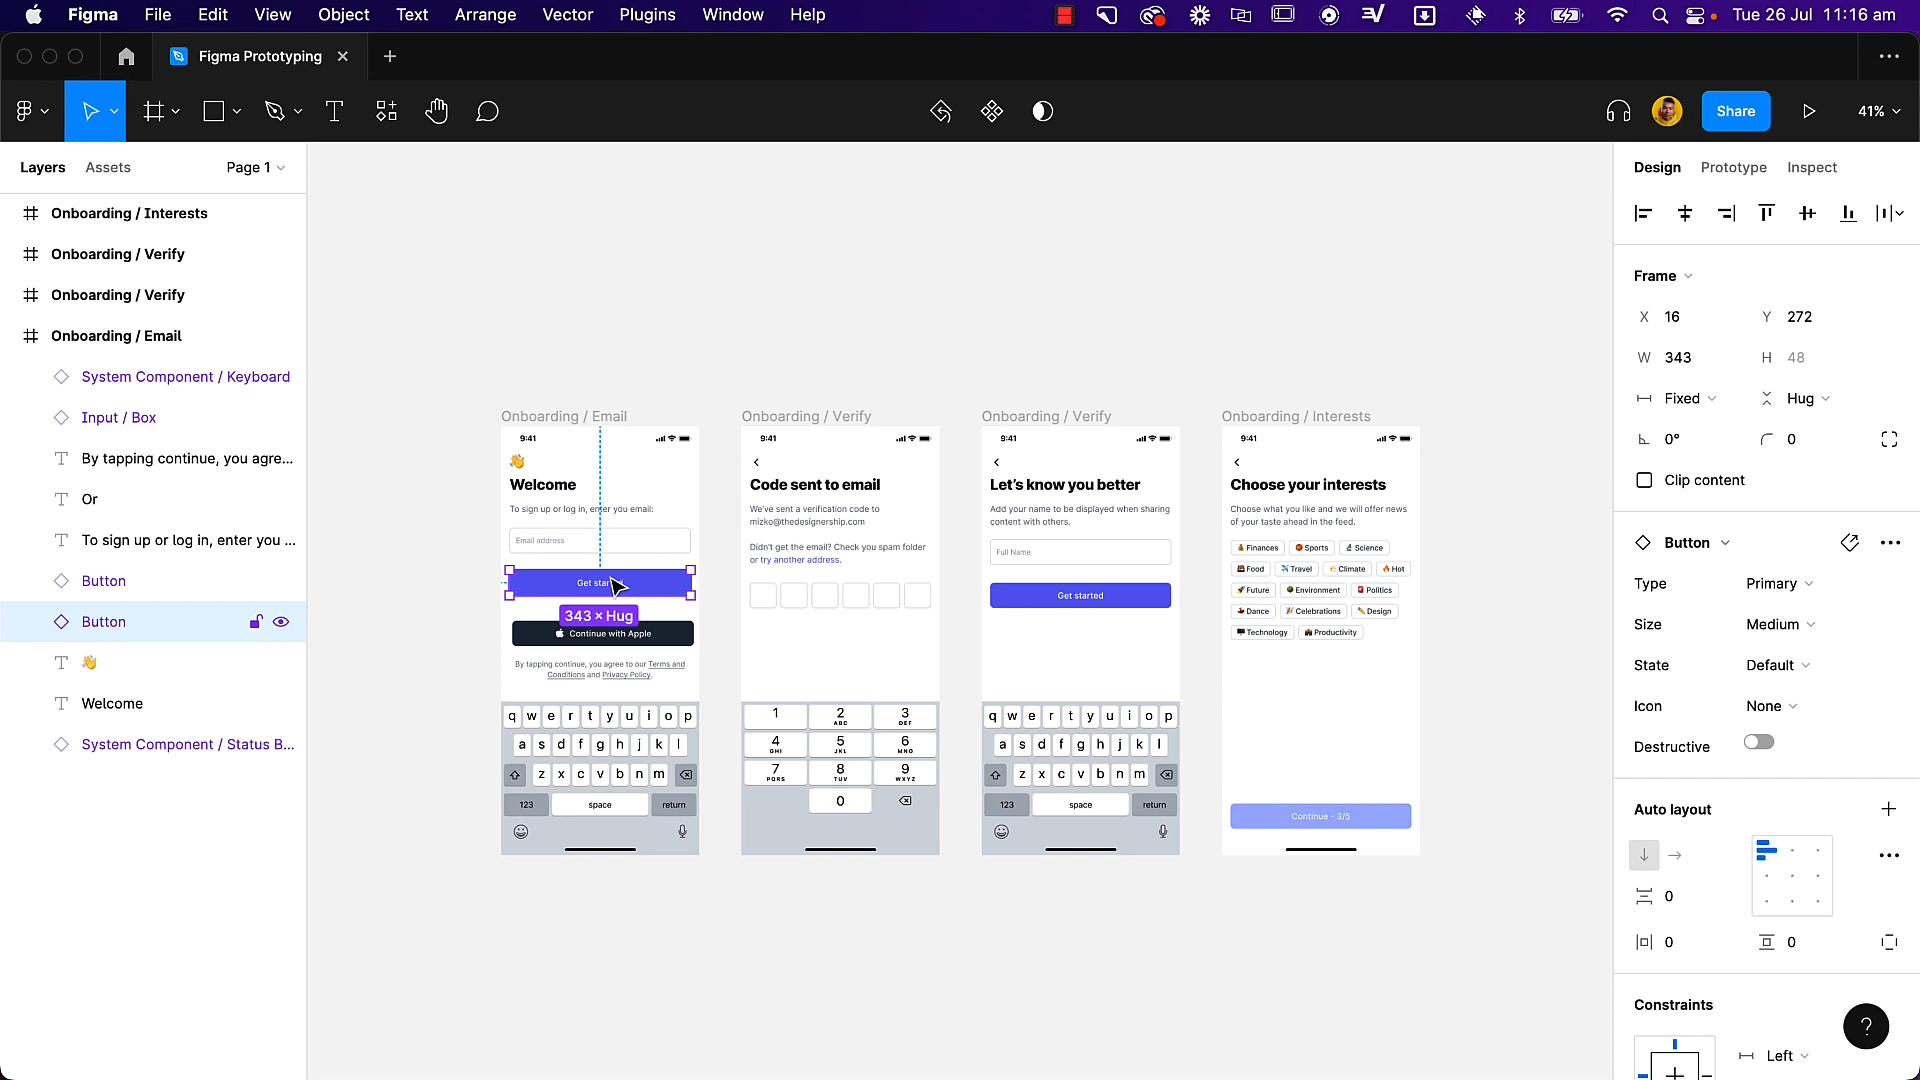 Figma File Edit View Object Text Arrange Vector Plugins Window Help
Tue 26 Jul 11:16 am
Figma Prototyping
Share
41%
Layers Assets Page 1
Onboarding / Interests
Onboarding / Verify
Onboarding / Verify
Onboarding / Email
System Component / Keyboard
Input / Box
By tapping continue, you agre...
Or
To sign up or log in, enter you ...
Button
Button
👋
Welcome
System Component / Status B...
Onboarding / Email
9:41
👋
Welcome
To sign up or log in, enter you email:
Email address
Get started
343 × Hug
Continue with Apple
By tapping continue, you agree to our Terms and
Conditions and Privacy Policy.
q w e r t y u i o p
a s d f g h j k l
z x c v b n m
123 space return
Onboarding / Verify
9:41
Code sent to email
We've sent a verification code to
mizko@thedesignership.com
Didn't get the email? Check you spam folder
or try another address.
1 2 ABC 3 DEF
4 GHI 5 JKL 6 MNO
7 PQRS 8 TUV 9 WXYZ
0
Onboarding / Verify
9:41
Let's know you better
Add your name to be displayed when sharing
content with others.
Full Name
Get started
q w e r t y u i o p
a s d f g h j k l
z x c v b n m
123 space return
Onboarding / Interests
9:41
Choose your interests
Choose what you like and we will offer news
of your taste ahead in the feed.
Finances Sports Science
Food Travel Climate Hot
Future Environment Politics
Dance Celebrations Design
Technology Productivity
Continue - 3/5
Design Prototype Inspect
Frame
X 16 Y 272
W 343 H 48
Fixed Hug
0° 0
Clip content
Button
Type Primary
Size Medium
State Default
Icon None
Destructive
Auto layout
0
0 0
Constraints
Left
?